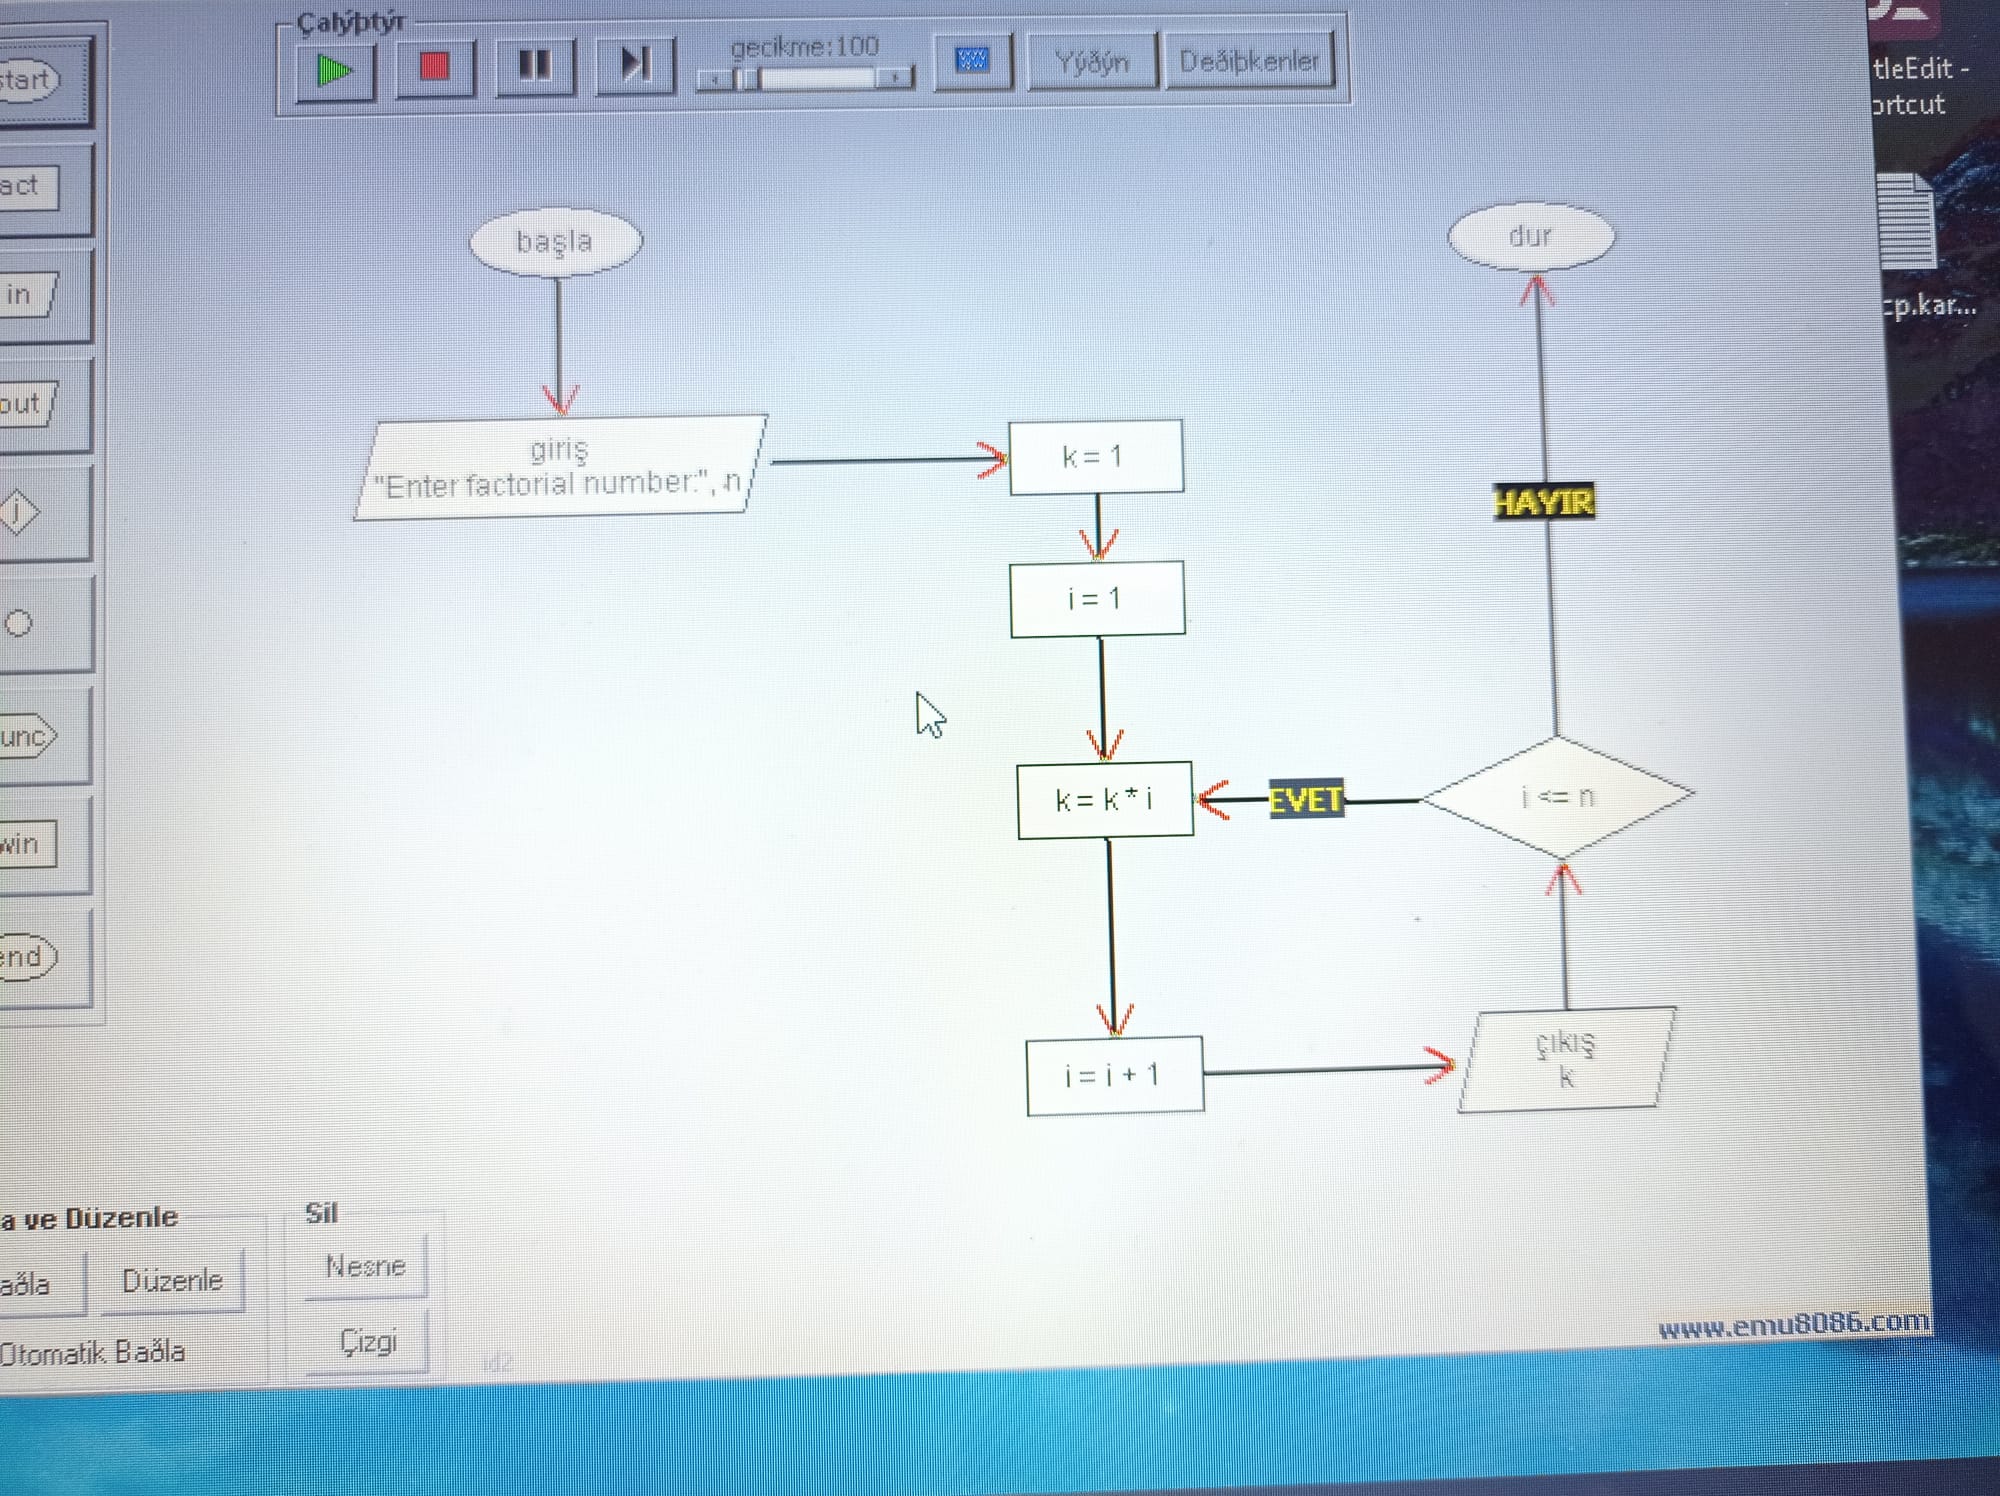 Çalýþtýr
gecikme:100
Yýðýn
Deðiþkenler
start
act
in
out
i
unc
win
end
başla
giriş
"Enter factorial number:", n
k = 1
i = 1
k = k * i
i = i + 1
çıkış
k
i <= n
EVET
HAYIR
dur
a ve Düzenle
aðla
Düzenle
Otomatik Baðla
Sil
Nesne
Çizgi
id2
www.emu8086.com
tleEdit -
ortcut
cp.kar...